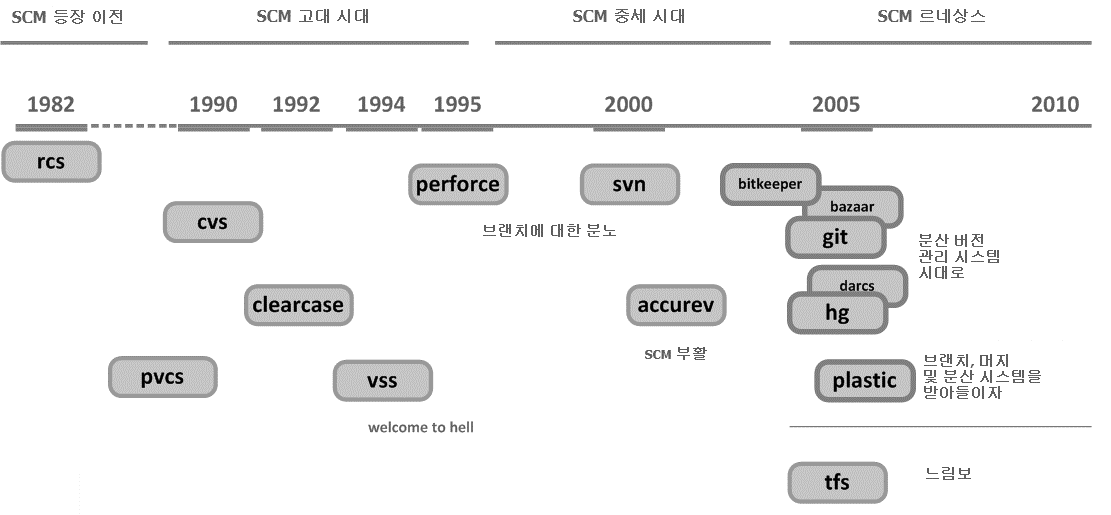 SCM 등장 이전
SCM 고대 시대
SCM 중세 시대
SCM 르네상스
1982
1990
1992
1994
1995
2000
2005
2010
rcs
perforce
svn
bitkeeper
bazaar
cvs
브랜치에 대한 분노
git
분산 버전
관리 시스템
시대로
darcs
clearcase
accurev
hg
SCM 부활
pvcs
vss
plastic
브랜치, 머지
및 분산 시스템을
받아들이자
welcome to hell
tfs
느림보